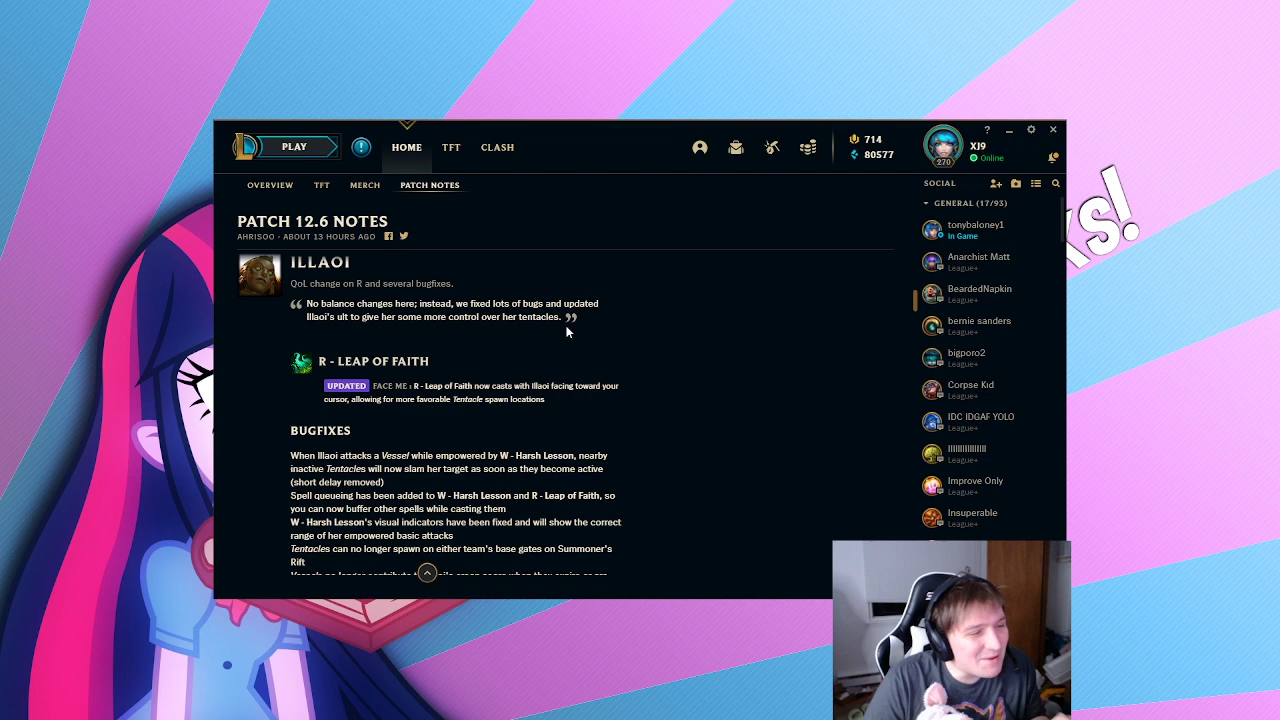 PLAY
HOME
TFT
CLASH
714
80577
270
XJ9
Online
OVERVIEW
TFT
MERCH
PATCH NOTES
SOCIAL
GENERAL (17/93)
PATCH 12.6 NOTES
AHRISOO - ABOUT 13 HOURS AGO
ILLAOI
QoL change on R and several bugfixes.
No balance changes here; instead, we fixed lots of bugs and updated
Illaoi's ult to give her some more control over her tentacles.
R - LEAP OF FAITH
UPDATED FACE ME : R - Leap of Faith now casts with Illaoi facing toward your
cursor, allowing for more favorable Tentacle spawn locations
BUGFIXES
When Illaoi attacks a Vessel while empowered by W - Harsh Lesson, nearby
inactive Tentacles will now slam her target as soon as they become active
(short delay removed)
Spell queueing has been added to W - Harsh Lesson and R - Leap of Faith, so
you can now buffer other spells while casting them
W - Harsh Lesson's visual indicators have been fixed and will show the correct
range of her empowered basic attacks
Tentacles can no longer spawn on either team's base gates on Summoner's
Rift
tonybaloney1
In Game
Anarchist Matt
League+
BeardedNapkin
League+
bernie sanders
League+
bigporo2
League+
Corpse Kid
League+
IDC IDGAF YOLO
League+
League+
Improve Only
League+
Insuperable
League+
ks!